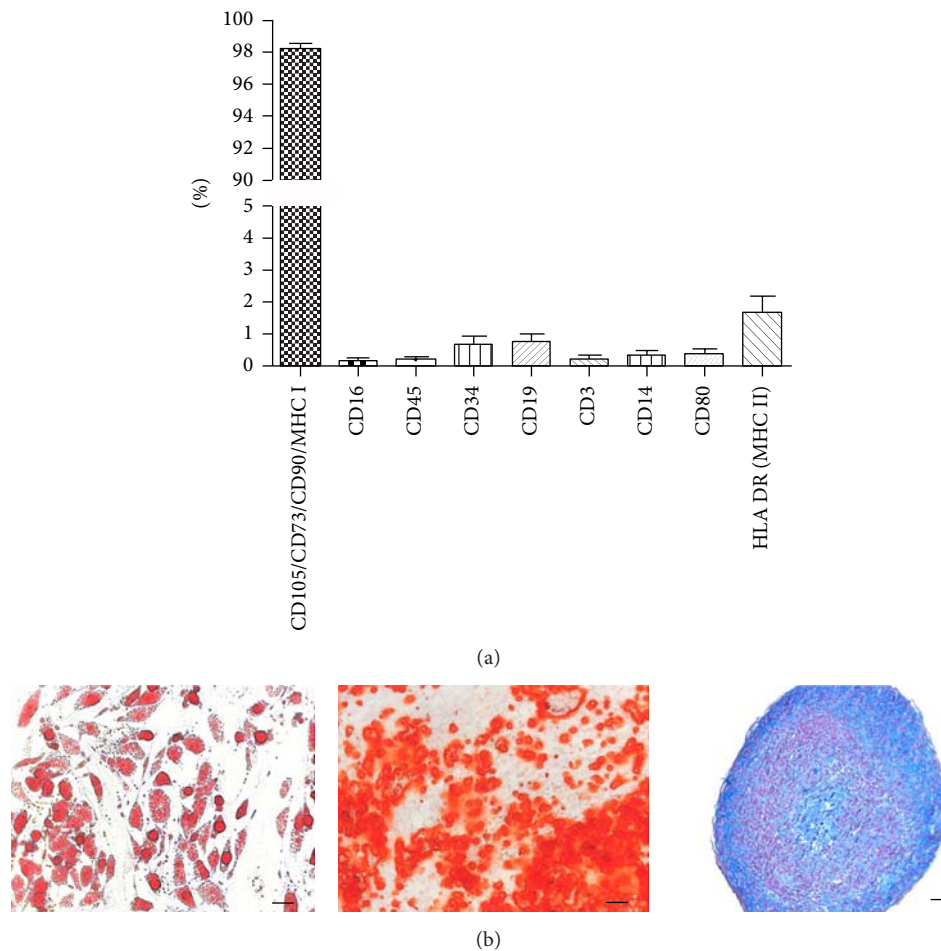 100
98
96
94
92
90
(%)
5
4
3
2
1
0
CD105/CD73/CD90/MHC I
CD16
CD45
CD34
CD19
CD3
CD14
CD80
HLA DR (MHC II)
(a)
(b)